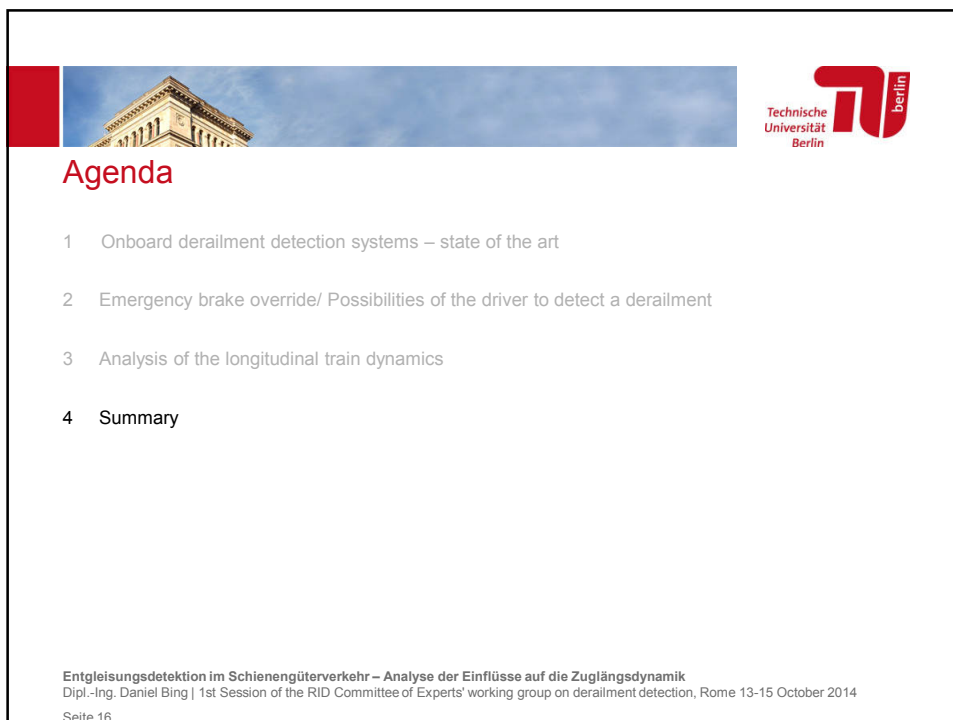 Technische
Universität
Berlin
berlin
Agenda
1 Onboard derailment detection systems – state of the art
2 Emergency brake override/ Possibilities of the driver to detect a derailment
3 Analysis of the longitudinal train dynamics
4 Summary
Entgleisungsdetektion im Schienengüterverkehr – Analyse der Einflüsse auf die Zuglängsdynamik
Dipl.-Ing. Daniel Bing | 1st Session of the RID Committee of Experts' working group on derailment detection, Rome 13-15 October 2014
Seite 16